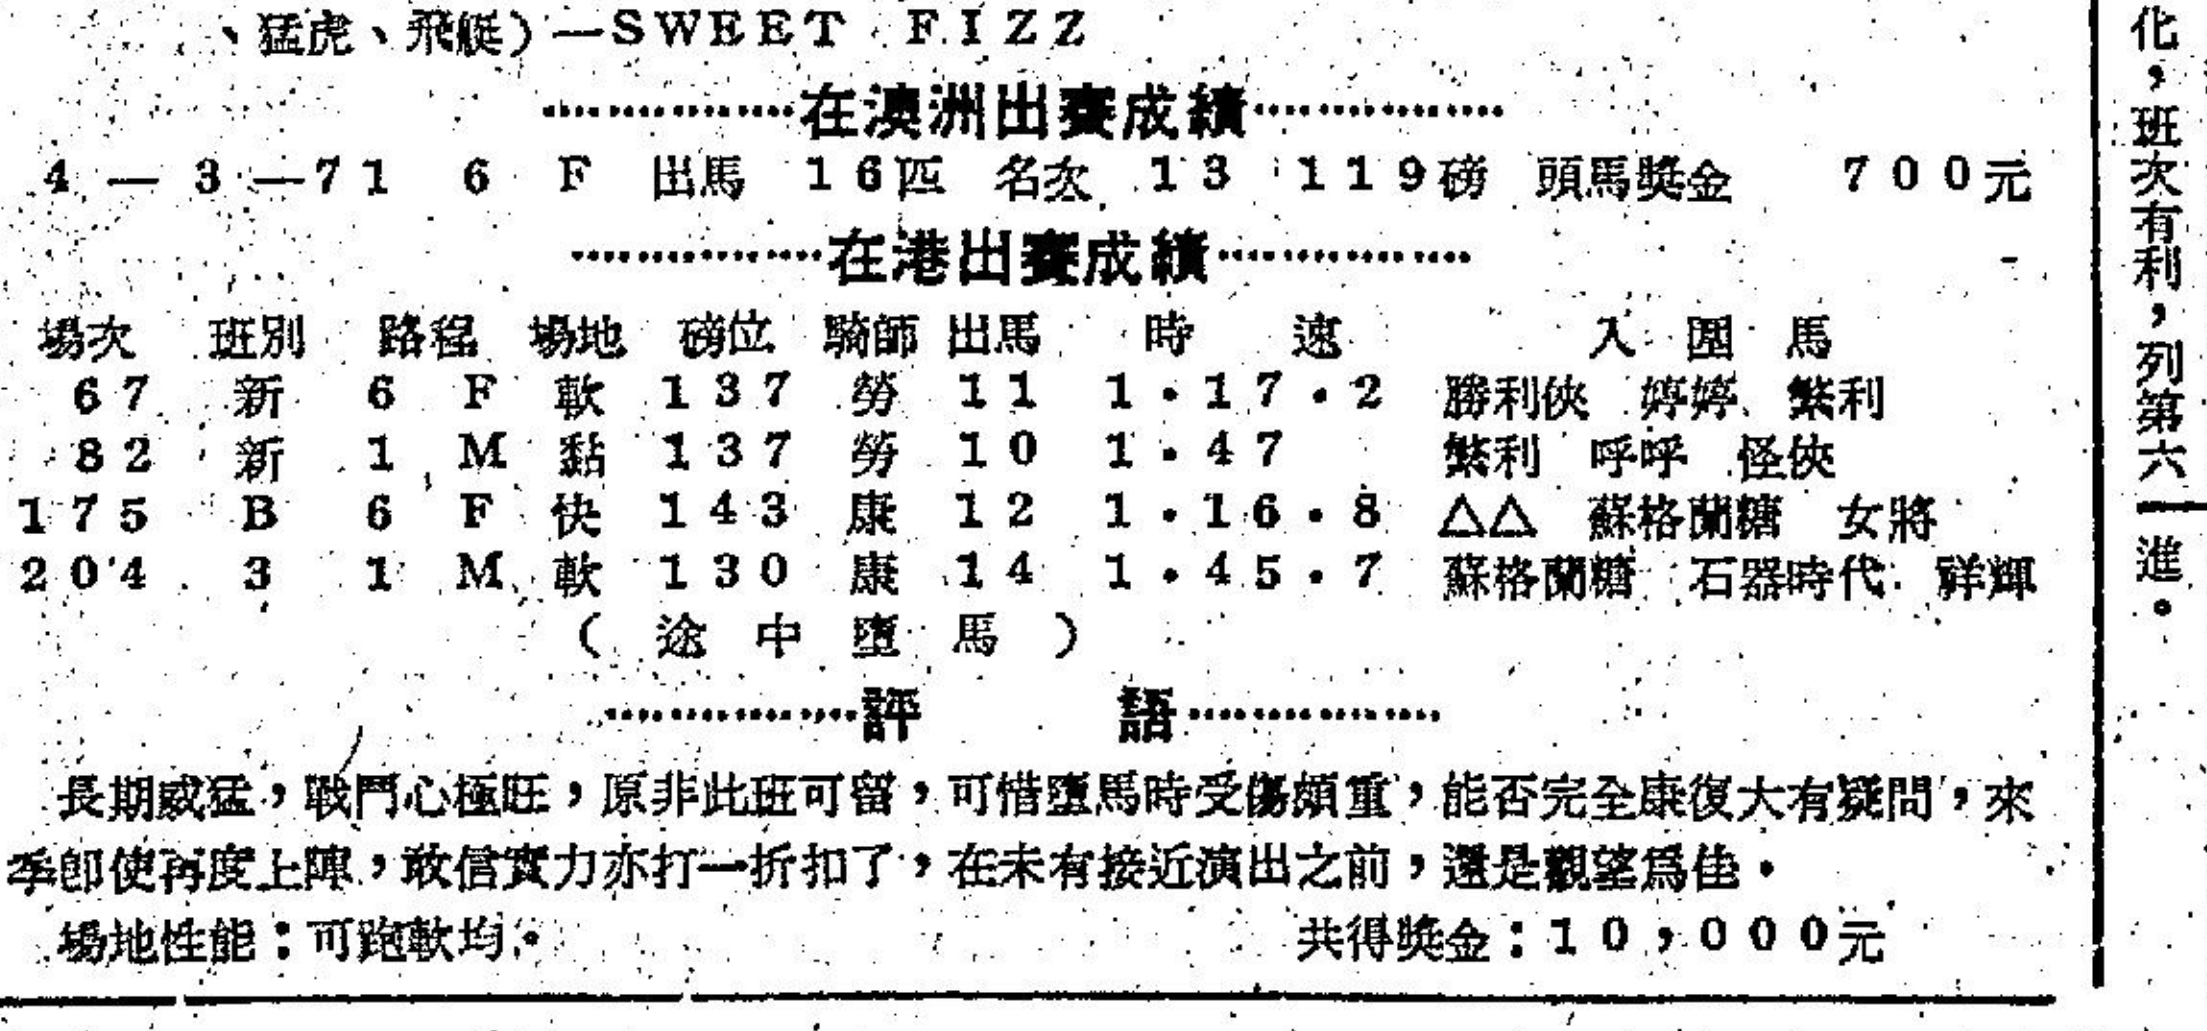 、猛虎、飛艇)—SWEET FIZZ
……………在澳洲出賽成績……………
4—3—71 6 F 出馬 16匹 名次 13 119磅 頭馬獎金 700元
……………在港出賽成績……………
場次 班別 路程 場地 磅位 騎師 出馬 時 速 入 圍 馬
67 新 6 F 軟 137 勞 11 1・17・2 勝利俠 婷婷 繁利
82 新 1 M 黏 137 勞 10 1・47 繁利 呼呼 怪俠
175 B 6 F 快 143 康 12 1・16・8 △△ 蘇格蘭糖 女將
204 3 1 M 軟 130 康 14 1・45・7 蘇格蘭糖 石器時代 祥輝
(途中墮馬)
……………評 語……………
長期威猛,戰鬥心極旺,原非此班可留,可惜墮馬時受傷頗重,能否完全康復大有疑問,來
季卽使再度上陣,敢信實力亦打一折扣了,在未有接近演出之前,還是觀望爲佳。
場地性能:可跑軟均。 共得獎金:10,000元
化,班次有利,列第六一進。